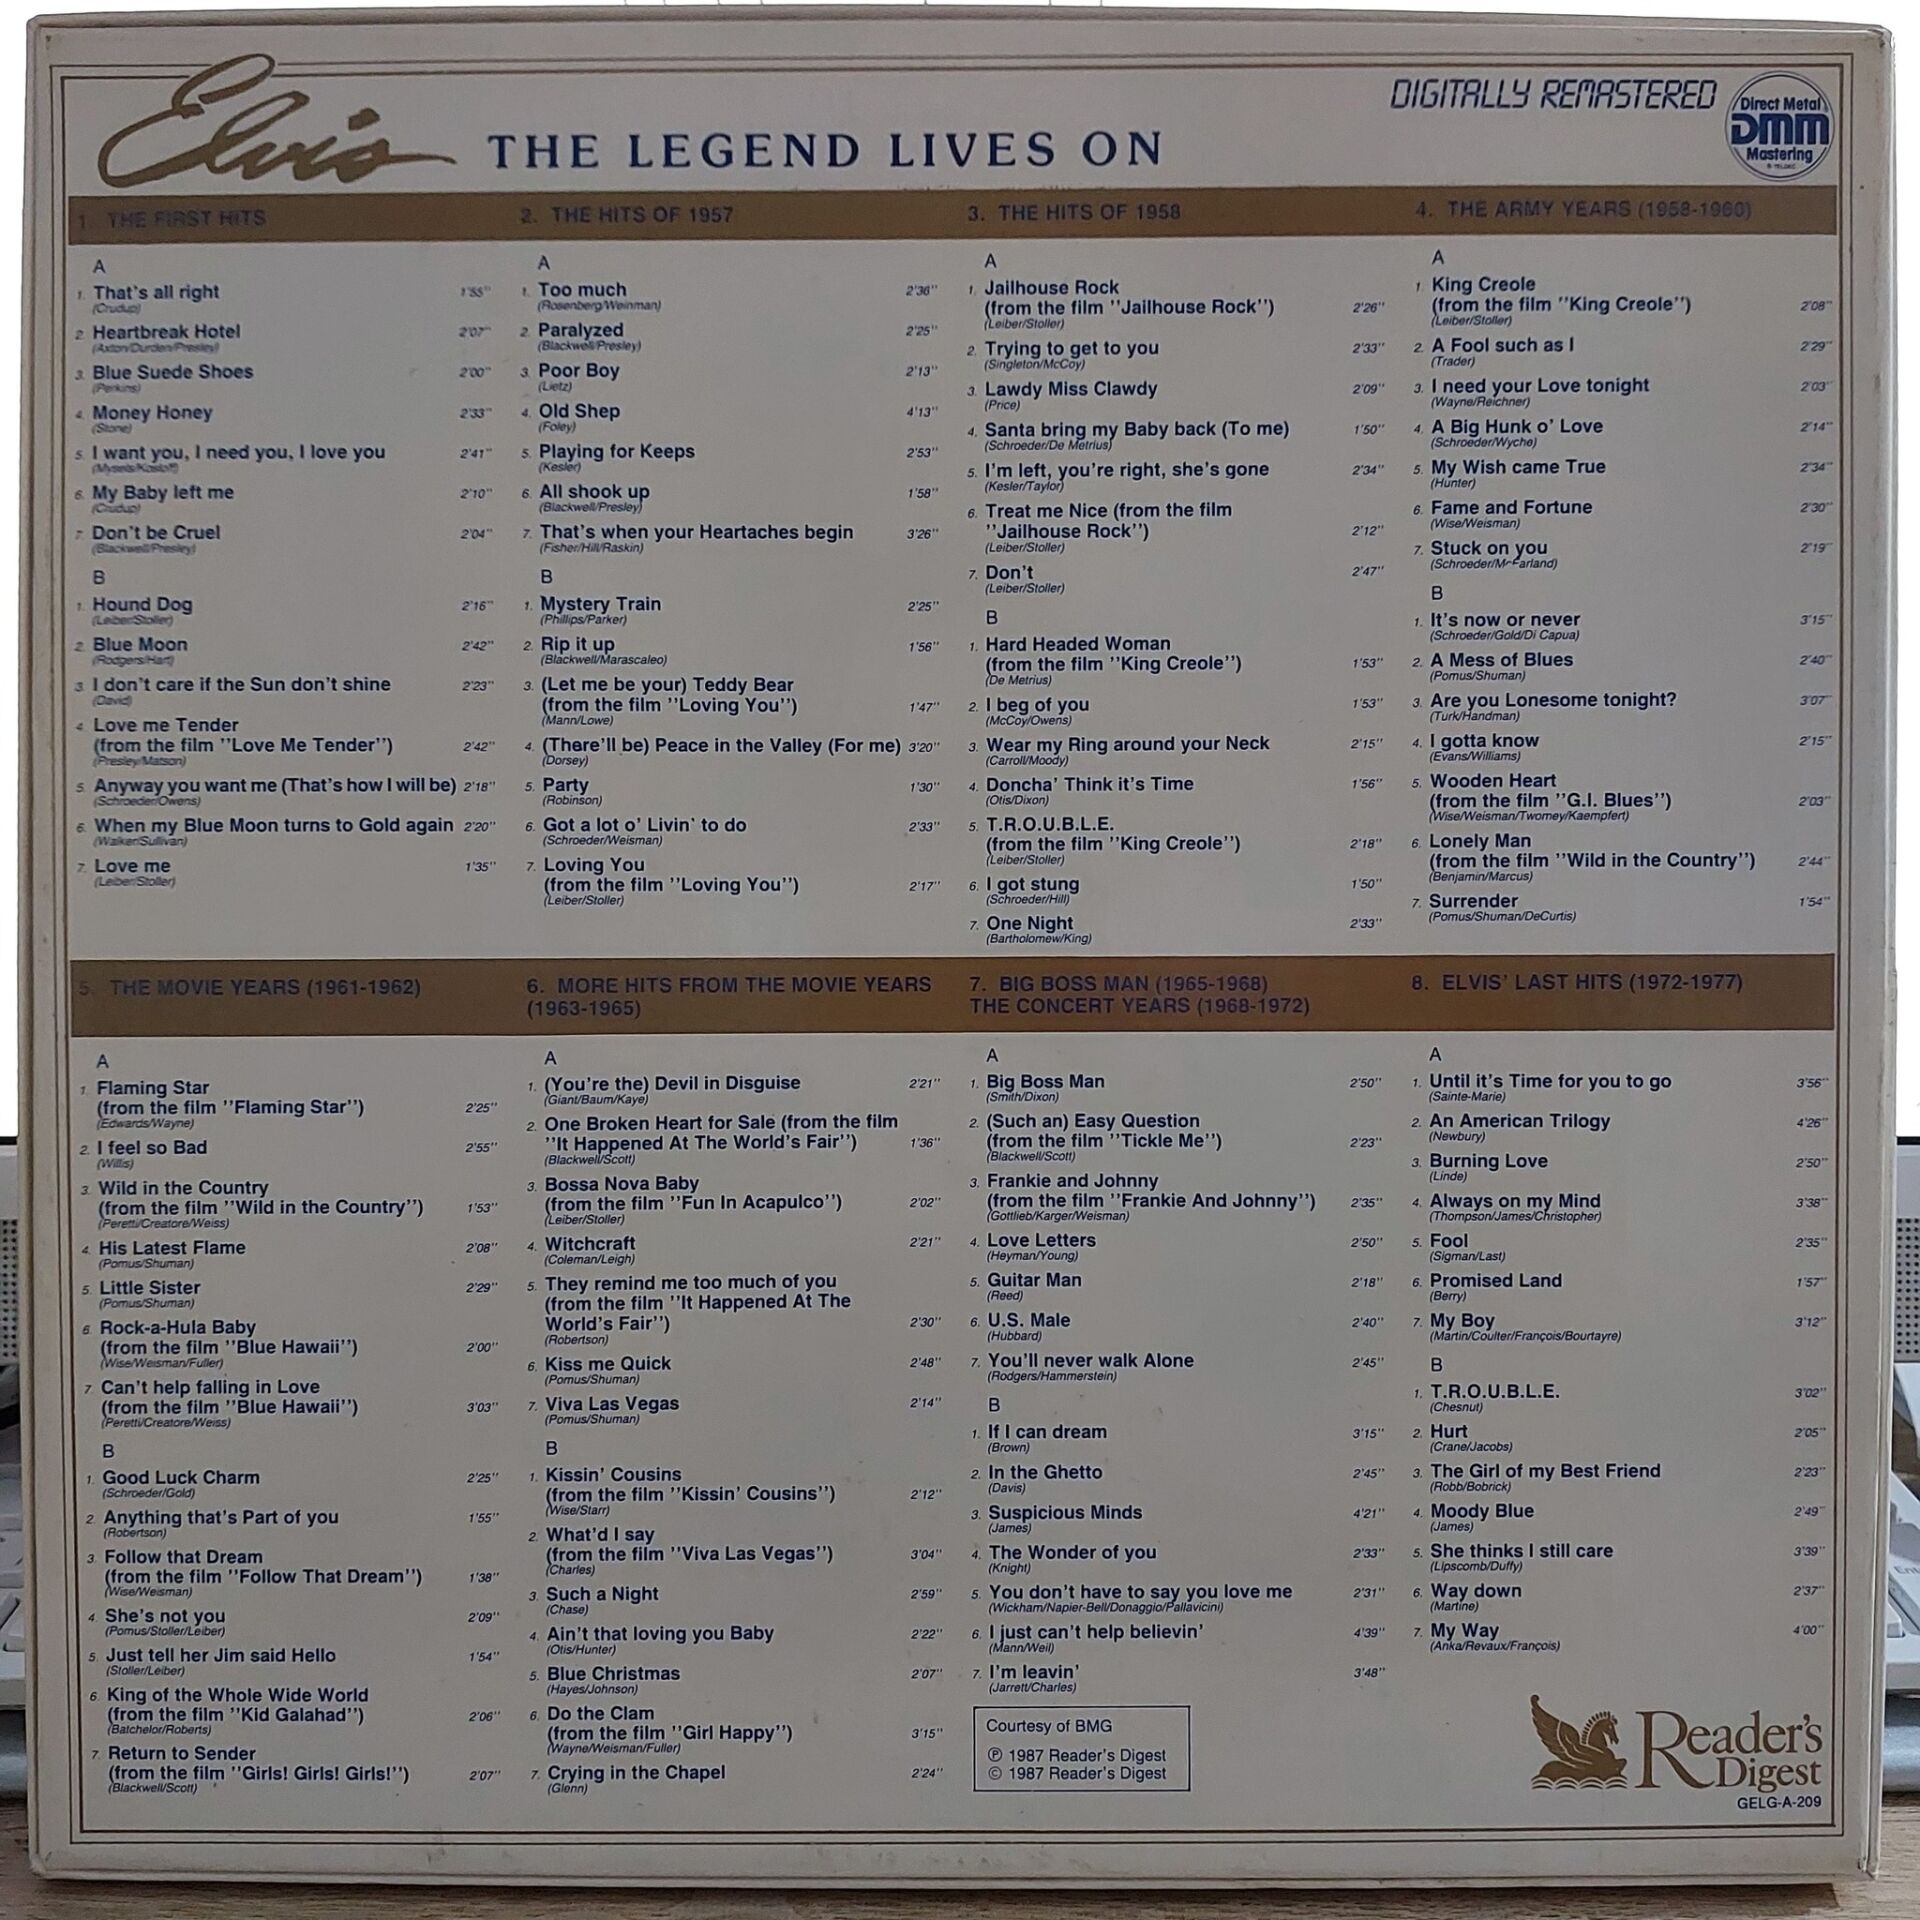 Elvis THE LEGEND LIVES ON
DIGITALLY REMASTERED
Direct Metal
DMM
Mastering
1. THE FIRST HITS
A
1. That's all right 1'55"
(Crudup)
2. Heartbreak Hotel 2'07"
(Axton/Durden/Presley)
3. Blue Suede Shoes 2'00"
(Perkins)
4. Money Honey 2'33"
(Stone)
5. I want you, I need you, I love you 2'41"
(Mysels/Kosloff)
6. My Baby left me 2'10"
(Crudup)
7. Don't be Cruel 2'04"
(Blackwell/Presley)
B
1. Hound Dog 2'16"
(Leiber/Stoller)
2. Blue Moon 2'42"
(Rodgers/Hart)
3. I don't care if the Sun don't shine 2'23"
(David)
4. Love me Tender
(from the film "Love Me Tender") 2'42"
(Presley/Matson)
5. Anyway you want me (That's how I will be) 2'18"
(Schroeder/Owens)
6. When my Blue Moon turns to Gold again 2'20"
(Walker/Sullivan)
7. Love me 1'35"
(Leiber/Stoller)
2. THE HITS OF 1957
A
1. Too much 2'36"
(Rosenberg/Weinman)
2. Paralyzed 2'25"
(Blackwell/Presley)
3. Poor Boy 2'13"
(Lietz)
4. Old Shep 4'13"
(Foley)
5. Playing for Keeps 2'53"
(Kesler)
6. All shook up 1'58"
(Blackwell/Presley)
7. That's when your Heartaches begin 3'26"
(Fisher/Hill/Raskin)
B
1. Mystery Train 2'25"
(Phillips/Parker)
2. Rip it up 1'56"
(Blackwell/Marascaleo)
3. (Let me be your) Teddy Bear
(from the film "Loving You") 1'47"
(Mann/Lowe)
4. (There'll be) Peace in the Valley (For me) 3'20"
(Dorsey)
5. Party 1'30"
(Robinson)
6. Got a lot o' Livin' to do 2'33"
(Schroeder/Weisman)
7. Loving You
(from the film "Loving You") 2'17"
(Leiber/Stoller)
3. THE HITS OF 1958
A
1. Jailhouse Rock
(from the film "Jailhouse Rock") 2'26"
(Leiber/Stoller)
2. Trying to get to you 2'33"
(Singleton/McCoy)
3. Lawdy Miss Clawdy 2'09"
(Price)
4. Santa bring my Baby back (To me) 1'50"
(Schroeder/De Metrius)
5. I'm left, you're right, she's gone 2'34"
(Kesler/Taylor)
6. Treat me Nice (from the film
"Jailhouse Rock") 2'12"
(Leiber/Stoller)
7. Don't 2'47"
(Leiber/Stoller)
B
1. Hard Headed Woman
(from the film "King Creole") 1'53"
(De Metrius)
2. I beg of you 1'53"
(McCoy/Owens)
3. Wear my Ring around your Neck 2'15"
(Carroll/Moody)
4. Doncha' Think it's Time 1'56"
(Otis/Dixon)
5. T.R.O.U.B.L.E.
(from the film "King Creole") 2'18"
(Leiber/Stoller)
6. I got stung 1'50"
(Schroeder/Hill)
7. One Night 2'33"
(Bartholomew/King)
4. THE ARMY YEARS (1958-1960)
A
1. King Creole
(from the film "King Creole") 2'08"
(Leiber/Stoller)
2. A Fool such as I 2'29"
(Trader)
3. I need your Love tonight 2'03"
(Wayne/Reichner)
4. A Big Hunk o' Love 2'14"
(Schroeder/Wyche)
5. My Wish came True 2'34"
(Hunter)
6. Fame and Fortune 2'30"
(Wise/Weisman)
7. Stuck on you 2'19"
(Schroeder/McFarland)
B
1. It's now or never 3'15"
(Schroeder/Gold/Di Capua)
2. A Mess of Blues 2'40"
(Pomus/Shuman)
3. Are you Lonesome tonight? 3'07"
(Turk/Handman)
4. I gotta know 2'15"
(Evans/Williams)
5. Wooden Heart
(from the film "G.I. Blues") 2'03"
(Wise/Weisman/Twomey/Kaempfert)
6. Lonely Man
(from the film "Wild in the Country") 2'44"
(Benjamin/Marcus)
7. Surrender 1'54"
(Pomus/Shuman/DeCurtis)
5. THE MOVIE YEARS (1961-1962)
A
1. Flaming Star
(from the film "Flaming Star") 2'25"
(Edwards/Wayne)
2. I feel so Bad 2'55"
(Willis)
3. Wild in the Country
(from the film "Wild in the Country") 1'53"
(Peretti/Creatore/Weiss)
4. His Latest Flame 2'08"
(Pomus/Shuman)
5. Little Sister 2'29"
(Pomus/Shuman)
6. Rock-a-Hula Baby
(from the film "Blue Hawaii") 2'00"
(Wise/Weisman/Fuller)
7. Can't help falling in Love
(from the film "Blue Hawaii") 3'03"
(Peretti/Creatore/Weiss)
B
1. Good Luck Charm 2'25"
(Schroeder/Gold)
2. Anything that's Part of you 1'55"
(Robertson)
3. Follow that Dream
(from the film "Follow That Dream") 1'38"
(Wise/Weisman)
4. She's not you 2'09"
(Pomus/Stoller/Leiber)
5. Just tell her Jim said Hello 1'54"
(Stoller/Leiber)
6. King of the Whole Wide World
(from the film "Kid Galahad") 2'06"
(Batchelor/Roberts)
7. Return to Sender
(from the film "Girls! Girls! Girls!") 2'07"
(Blackwell/Scott)
6. MORE HITS FROM THE MOVIE YEARS
(1963-1965)
A
1. (You're the) Devil in Disguise 2'21"
(Giant/Baum/Kaye)
2. One Broken Heart for Sale (from the film
"It Happened At The World's Fair") 1'36"
(Blackwell/Scott)
3. Bossa Nova Baby
(from the film "Fun In Acapulco") 2'02"
(Leiber/Stoller)
4. Witchcraft 2'21"
(Coleman/Leigh)
5. They remind me too much of you
(from the film "It Happened At The
World's Fair") 2'30"
(Robertson)
6. Kiss me Quick 2'48"
(Pomus/Shuman)
7. Viva Las Vegas 2'14"
(Pomus/Shuman)
B
1. Kissin' Cousins
(from the film "Kissin' Cousins") 2'12"
(Wise/Starr)
2. What'd I say
(from the film "Viva Las Vegas") 3'04"
(Charles)
3. Such a Night 2'59"
(Chase)
4. Ain't that loving you Baby 2'22"
(Otis/Hunter)
5. Blue Christmas 2'07"
(Hayes/Johnson)
6. Do the Clam
(from the film "Girl Happy") 3'15"
(Wayne/Weisman/Fuller)
7. Crying in the Chapel 2'24"
(Glenn)
7. BIG BOSS MAN (1965-1968)
THE CONCERT YEARS (1968-1972)
A
1. Big Boss Man 2'50"
(Smith/Dixon)
2. (Such an) Easy Question
(from the film "Tickle Me") 2'23"
(Blackwell/Scott)
3. Frankie and Johnny
(from the film "Frankie And Johnny") 2'35"
(Gottlieb/Karger/Weisman)
4. Love Letters 2'50"
(Heyman/Young)
5. Guitar Man 2'18"
(Reed)
6. U.S. Male 2'40"
(Hubbard)
7. You'll never walk Alone 2'45"
(Rodgers/Hammerstein)
B
1. If I can dream 3'15"
(Brown)
2. In the Ghetto 2'45"
(Davis)
3. Suspicious Minds 4'21"
(James)
4. The Wonder of you 2'33"
(Knight)
5. You don't have to say you love me 2'31"
(Wickham/Napier-Bell/Donaggio/Pallavicini)
6. I just can't help believin' 4'39"
(Mann/Weil)
7. I'm leavin' 3'48"
(Jarrett/Charles)
Courtesy of BMG
℗ 1987 Reader's Digest
© 1987 Reader's Digest
8. ELVIS' LAST HITS (1972-1977)
A
1. Until it's Time for you to go 3'56"
(Sainte-Marie)
2. An American Trilogy 4'26"
(Newbury)
3. Burning Love 2'50"
(Linde)
4. Always on my Mind 3'38"
(Thompson/James/Christopher)
5. Fool 2'35"
(Sigman/Last)
6. Promised Land 1'57"
(Berry)
7. My Boy 3'12"
(Martin/Coulter/François/Bourtayre)
B
1. T.R.O.U.B.L.E. 3'02"
(Chesnut)
2. Hurt 2'05"
(Crane/Jacobs)
3. The Girl of my Best Friend 2'23"
(Robb/Bobrick)
4. Moody Blue 2'49"
(James)
5. She thinks I still care 3'39"
(Lipscomb/Duffy)
6. Way down 2'37"
(Martine)
7. My Way 4'00"
(Anka/Revaux/François)
Reader's
Digest
GELG-A-209